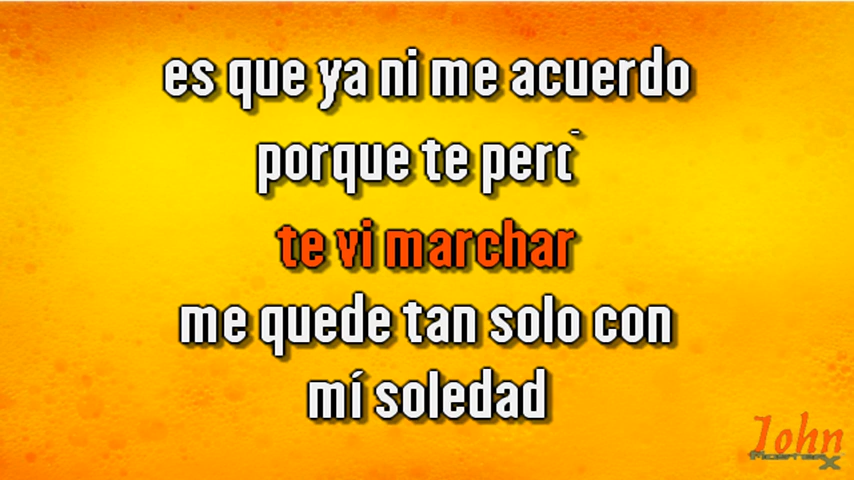 es que ya ni me acuerdo
porque te
te vi marchar
me quede tan solo con
mí soledad
John